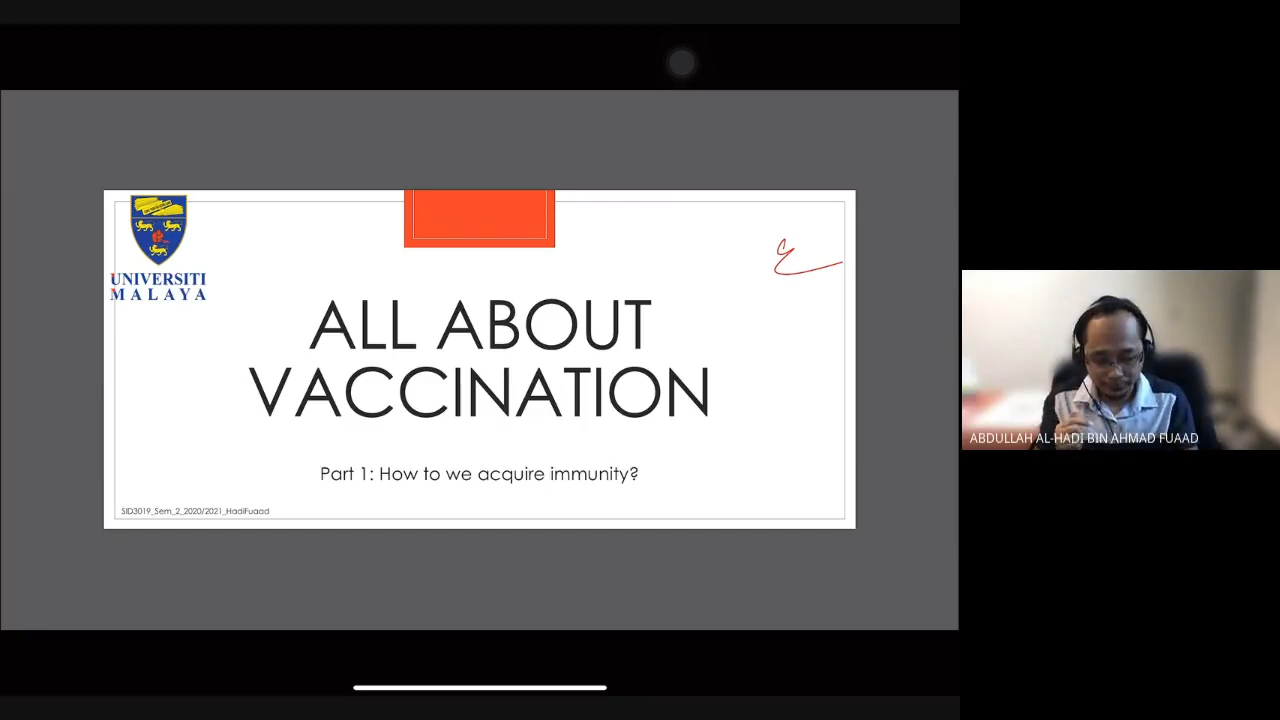 UNIVERSITI
MALAYA
ALL ABOUT
VACCINATION
Part 1: How to we acquire immunity?
SID3019_Sem_2_2020/2021_HadiFuaad
ABDULLAH AL-HADI BIN AHMAD FUAAD